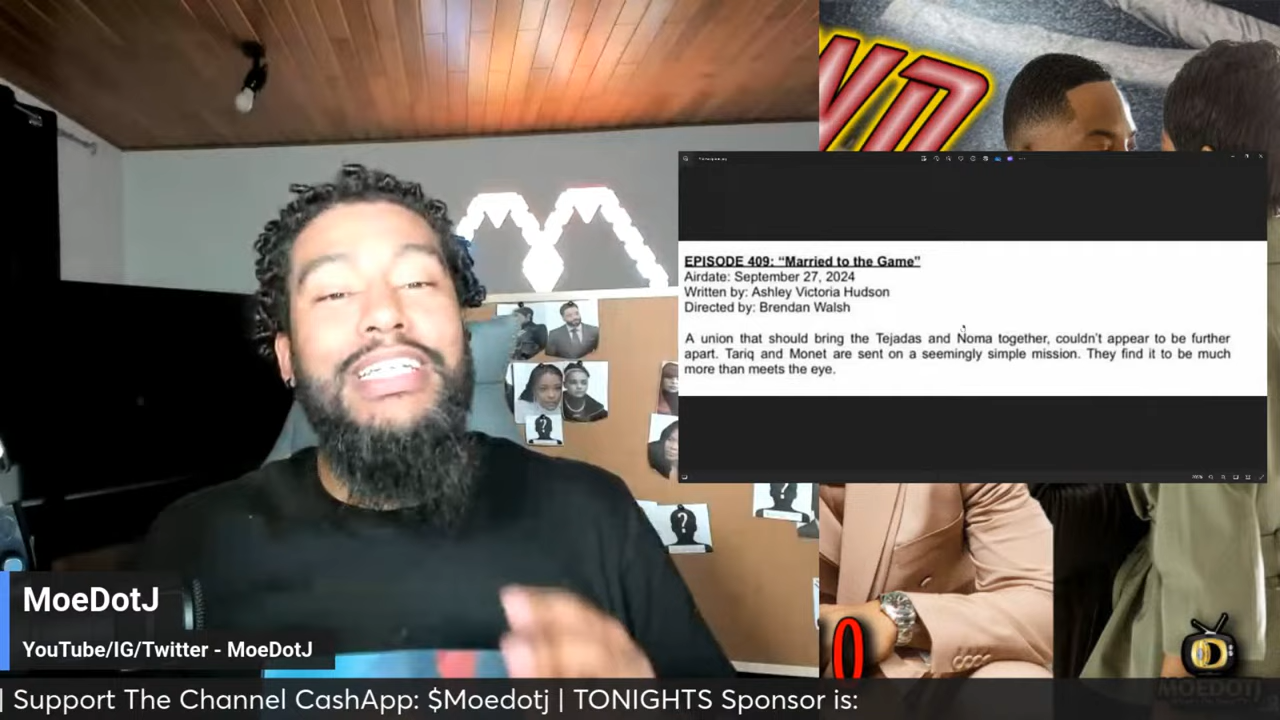 EPISODE 409: “Married to the Game”
Airdate: September 27, 2024
Written by: Ashley Victoria Hudson
Directed by: Brendan Walsh
A union that should bring the Tejadas and Noma together, couldn’t appear to be further
apart. Tariq and Monet are sent on a seemingly simple mission. They find it to be much
more than meets the eye.
?
?
0
MoeDotJ
YouTube/IG/Twitter - MoeDotJ
MOEDOTJ
| Support The Channel CashApp: $Moedotj | TONIGHTS Sponsor is: